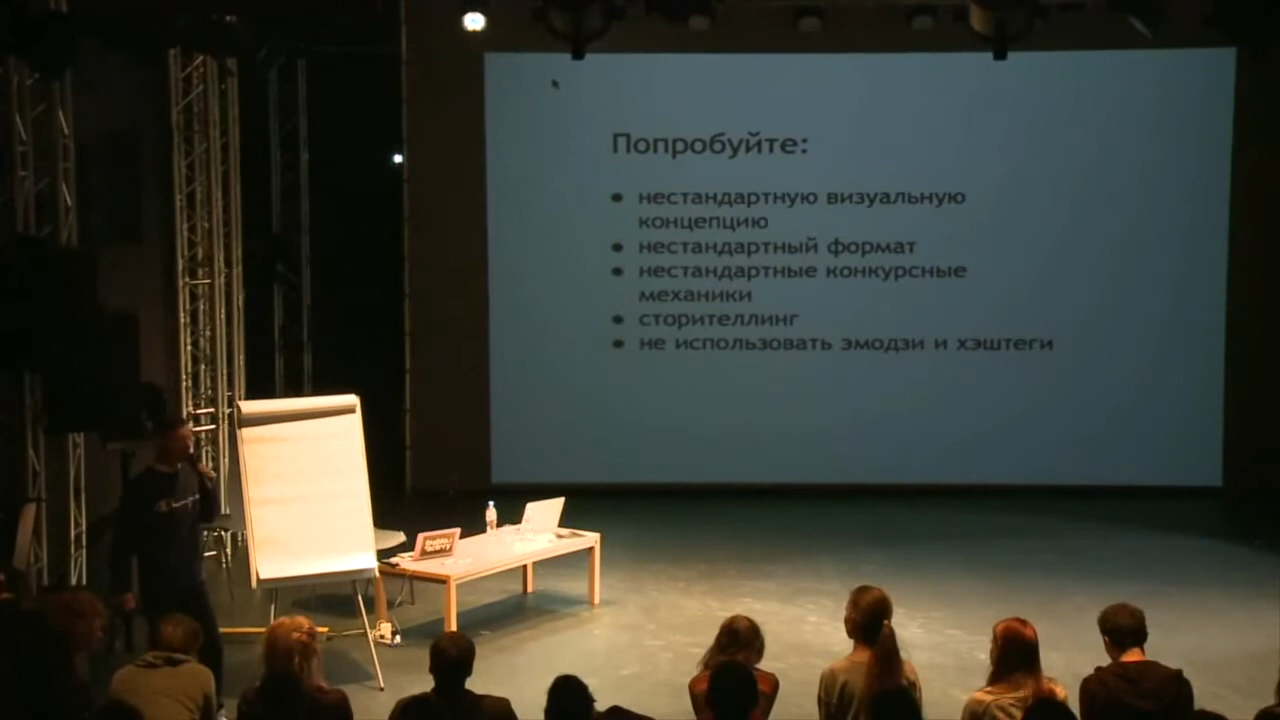 Попробуйте:
● нестандартную визуальную
концепцию
● нестандартный формат
● нестандартные конкурсные
механики
● сторителлинг
● не использовать эмодзи и хэштеги